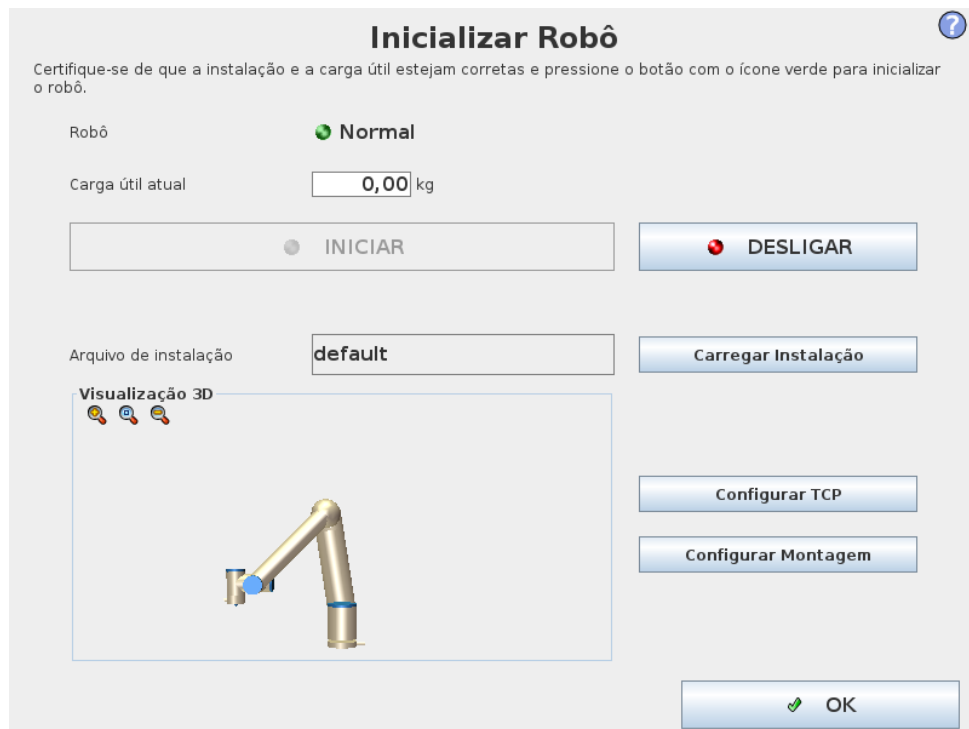 Inicializar Robô
?
Certifique-se de que a instalação e a carga útil estejam corretas e pressione o botão com o ícone verde para inicializar
o robô.
Robô Normal
Carga útil atual 0,00 kg
INICIAR DESLIGAR
Arquivo de instalação default Carregar Instalação
Visualização 3D
Configurar TCP
Configurar Montagem
OK